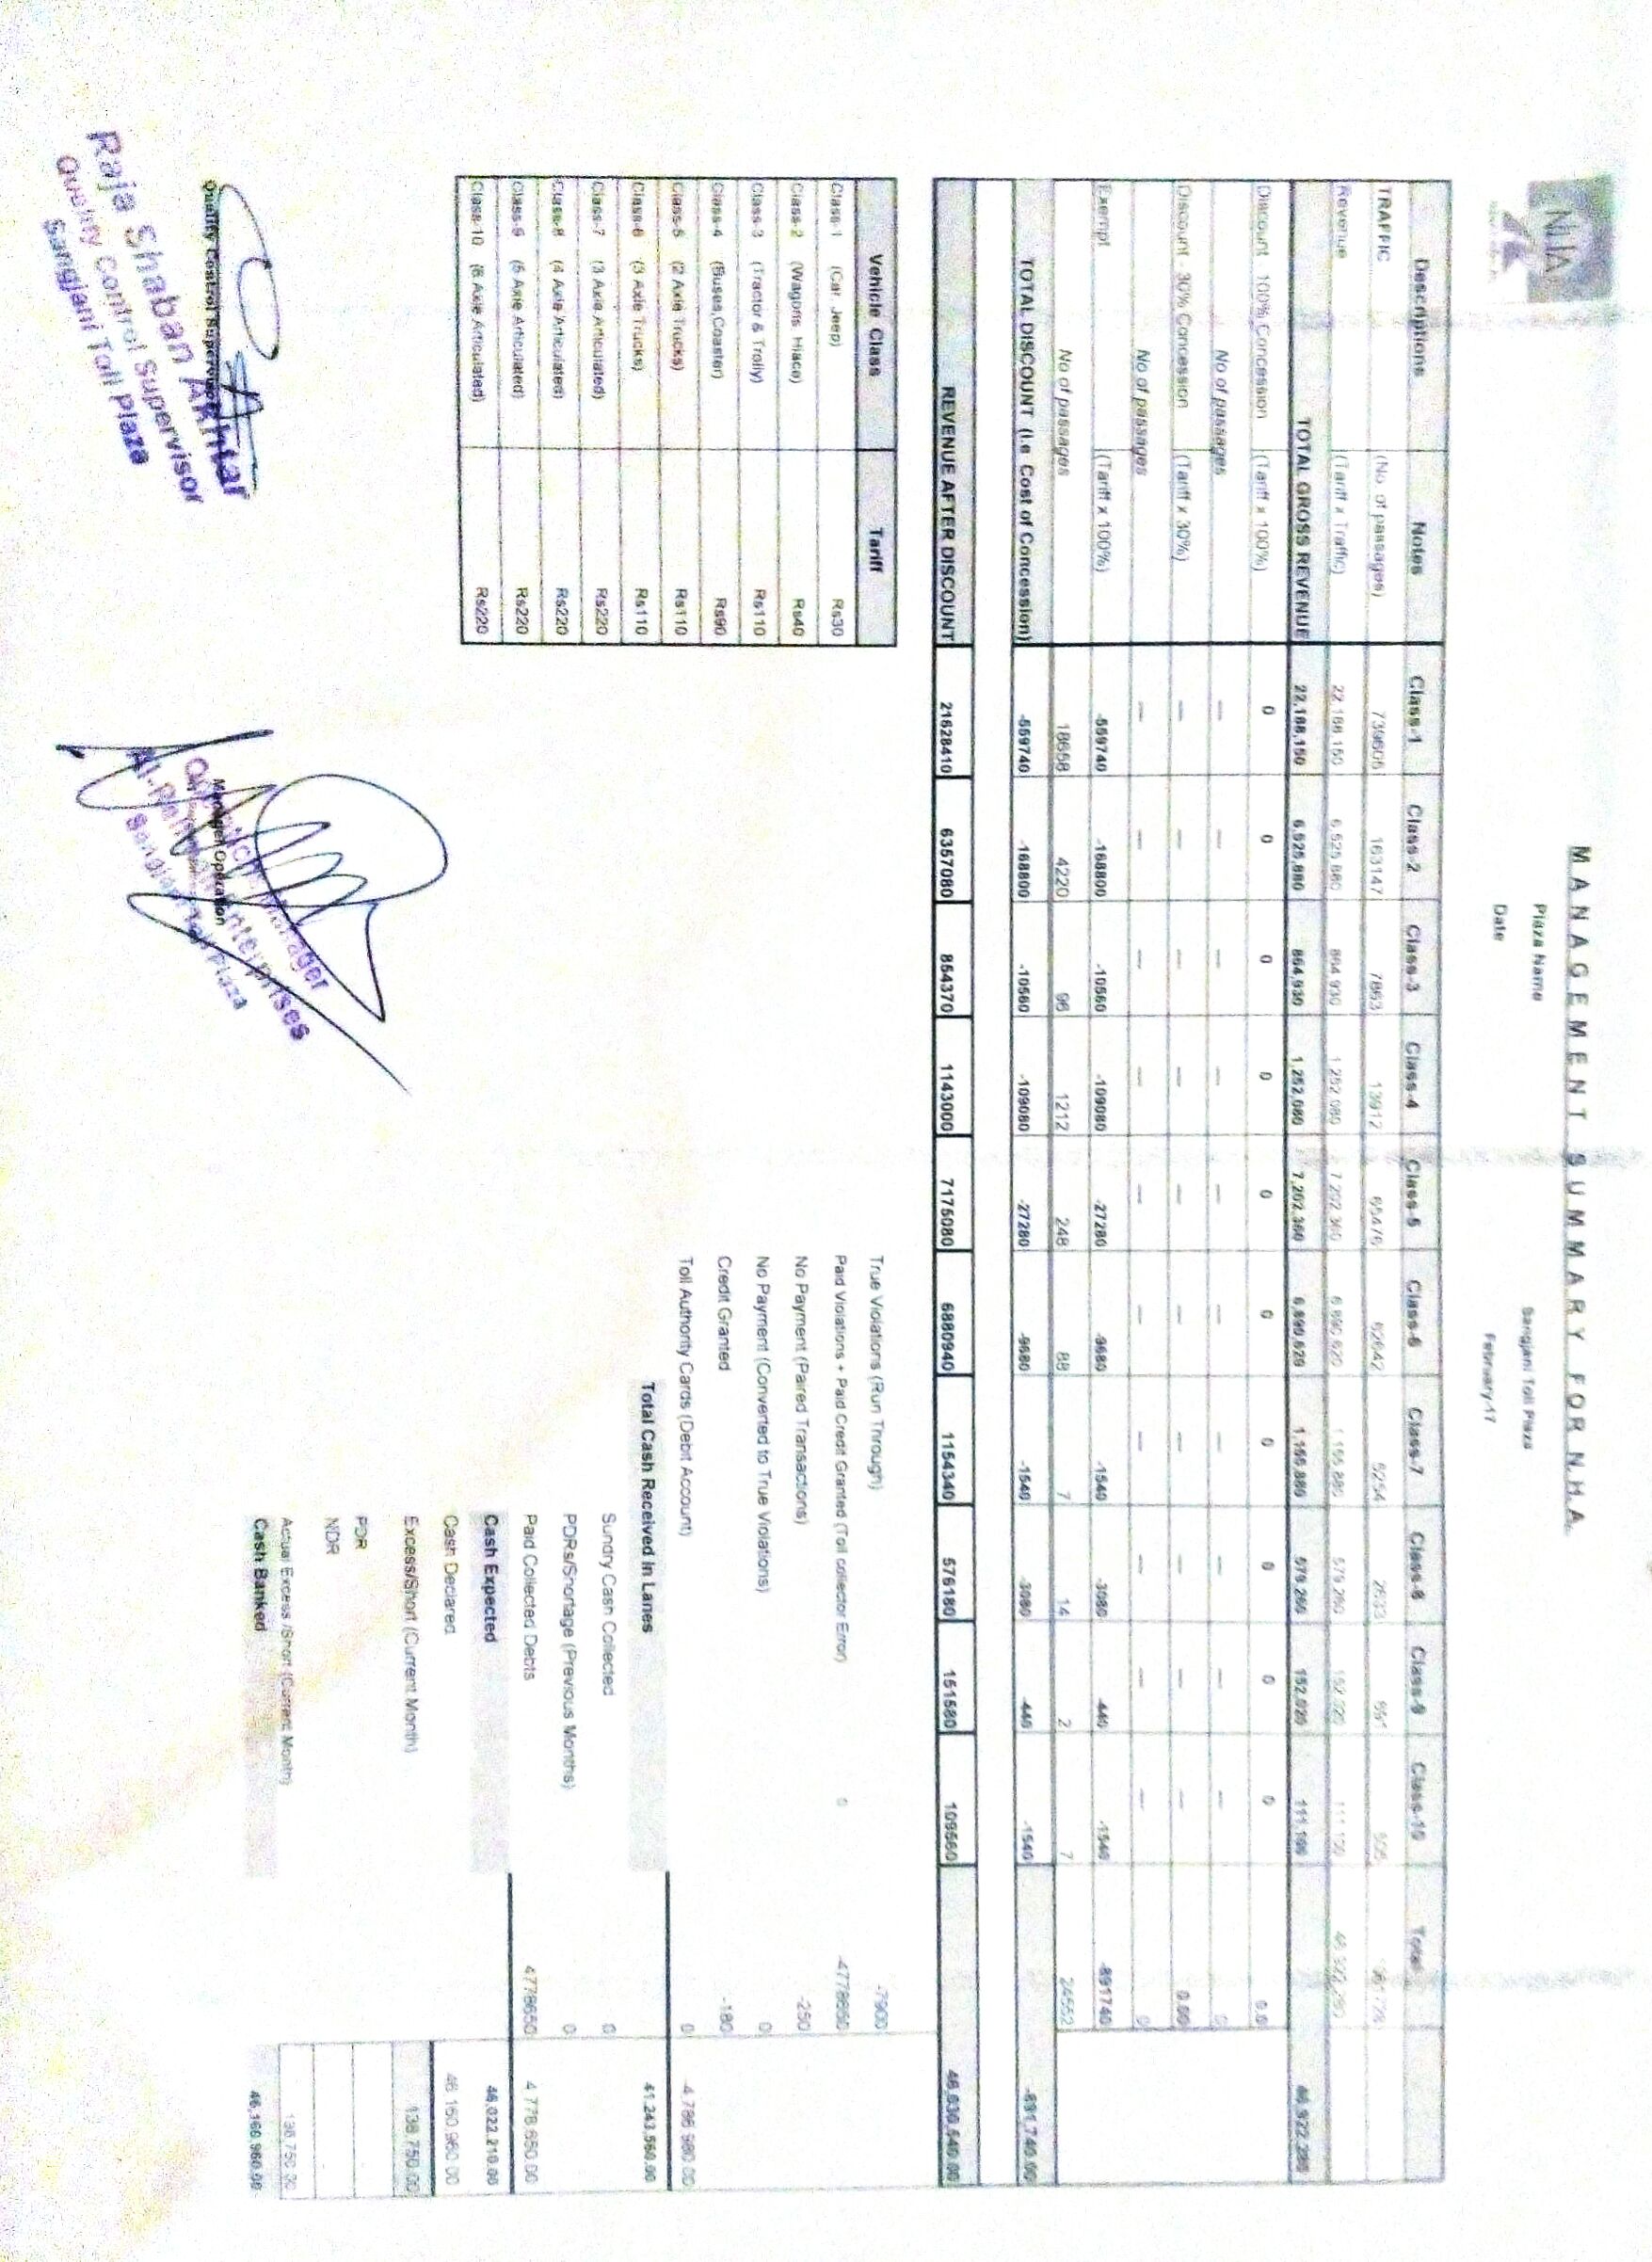 NHA
MANAGEMENT SUMMARY FOR N.H.A.
Plaza Name Sangjani Toll Plaza
Date February-17
Descriptions Notes Class-1 Class-2 Class-3 Class-4 Class-5 Class-6 Class-7 Class-8 Class-9 Class-10 Total
TRAFFIC (No. of passages) 739605 163147 7863 13912 65476 62642 5254 2633 691 505
Revenue (Tariff x Traffic) 22,188,150 6,525,880 864,930 1,252,080 7,202,360 6,890,620 1,155,880 579,260 152,020 111,100 46,922,280
TOTAL GROSS REVENUE 22,188,150 6,525,880 864,930 1,252,080 7,202,360 6,890,620 1,155,880 579,260 152,020 111,100 46,922,280
Discount - 100% Concession (Tariff x 100%) 0 0 0 0 0 0 0 0 0 0 0.0
No of passages — — — — — — — — — — 0
Discount - 30% Concession (Tariff x 30%) — — — — — — — — — — 0.00
No of passages — — — — — — — — — — 0
Exempt (Tariff x 100%) -559740 -168800 -10560 -109080 -27280 -9680 -1540 -3080 -440 -1540 -891740
No of passages 18658 4220 96 1212 248 88 7 14 2 7 24552
TOTAL DISCOUNT (i.e Cost of Concession) -559740 -168800 -10560 -109080 -27280 -9680 -1540 -3080 -440 -1540 -891,740.00
REVENUE AFTER DISCOUNT 21628410 6357080 854370 1143000 7175080 6880940 1154340 576180 151580 109560 46,030,540.00
Vehicle Class Tariff
Class-1 (Car, Jeep) Rs30
Class-2 (Wagons, Hiace) Rs40
Class-3 (Tractor & Trolly) Rs110
Class-4 (Buses,Coaster) Rs90
Class-5 (2 Axle Trucks) Rs110
Class-6 (3 Axle Trucks) Rs110
Class-7 (3 Axle Articulated) Rs220
Class-8 (4 Axle Articulated) Rs220
Class-9 (5 Axle Articulated) Rs220
Class-10 (6 Axle Articulated) Rs220
True Violations (Run Through) -7900
Paid Violations + Paid Credit Granted (Toll collector Error) 0 -4778650
No Payment (Paired Transactions) -250
No Payment (Converted to True Violations) 0
Credit Granted -180
Toll Authority Cards (Debit Account) 0 -4,786,980.00
Total Cash Received in Lanes 41,243,560.00
Sundry Cash Collected 0
PDRs/Shortage (Previous Months) 0
Paid Collected Debts 4778650 4,778,650.00
Cash Expected 46,022,210.00
Cash Declared 46,160,960.00
Excess/Short (Current Month) 138,750.00
PDR
NDR
Actual Excess /Short (Current Month) 138,750.00
Cash Banked 46,160,960.00
Quality Control Supervisor
Raja Shaban Akhtar
Quality Control Supervisor
Sangjani Toll Plaza
Manager Operation
Operations Manager
Enterprises
Sangjani Toll Plaza